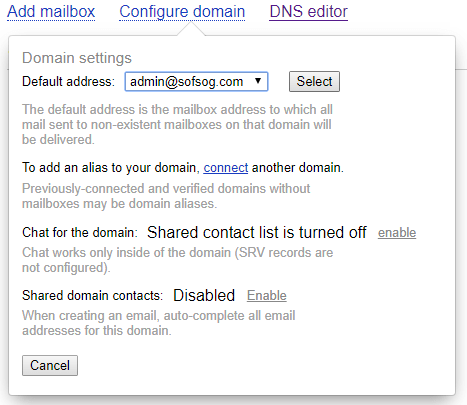 Add mailbox Configure domain DNS editor
Domain settings
Default address: admin@sofsog.com Select
The default address is the mailbox address to which all
mail sent to non-existent mailboxes on that domain will
be delivered.
To add an alias to your domain, connect another domain.
Previously-connected and verified domains without
mailboxes may be domain aliases.
Chat for the domain: Shared contact list is turned off enable
Chat works only inside of the domain (SRV records are
not configured).
Shared domain contacts: Disabled Enable
When creating an email, auto-complete all email
addresses for this domain.
Cancel